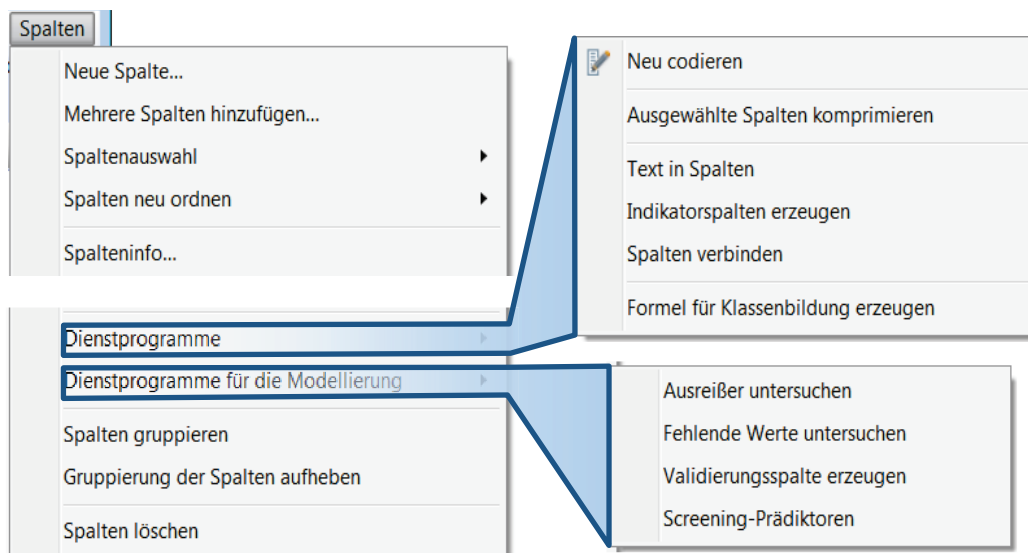 Spalten
Neue Spalte...
Mehrere Spalten hinzufügen...
Spaltenauswahl
Spalten neu ordnen
Spalteninfo...
Dienstprogramme
Dienstprogramme für die Modellierung
Spalten gruppieren
Gruppierung der Spalten aufheben
Spalten löschen
Neu codieren
Ausgewählte Spalten komprimieren
Text in Spalten
Indikatorspalten erzeugen
Spalten verbinden
Formel für Klassenbildung erzeugen
Ausreißer untersuchen
Fehlende Werte untersuchen
Validierungsspalte erzeugen
Screening-Prädiktoren